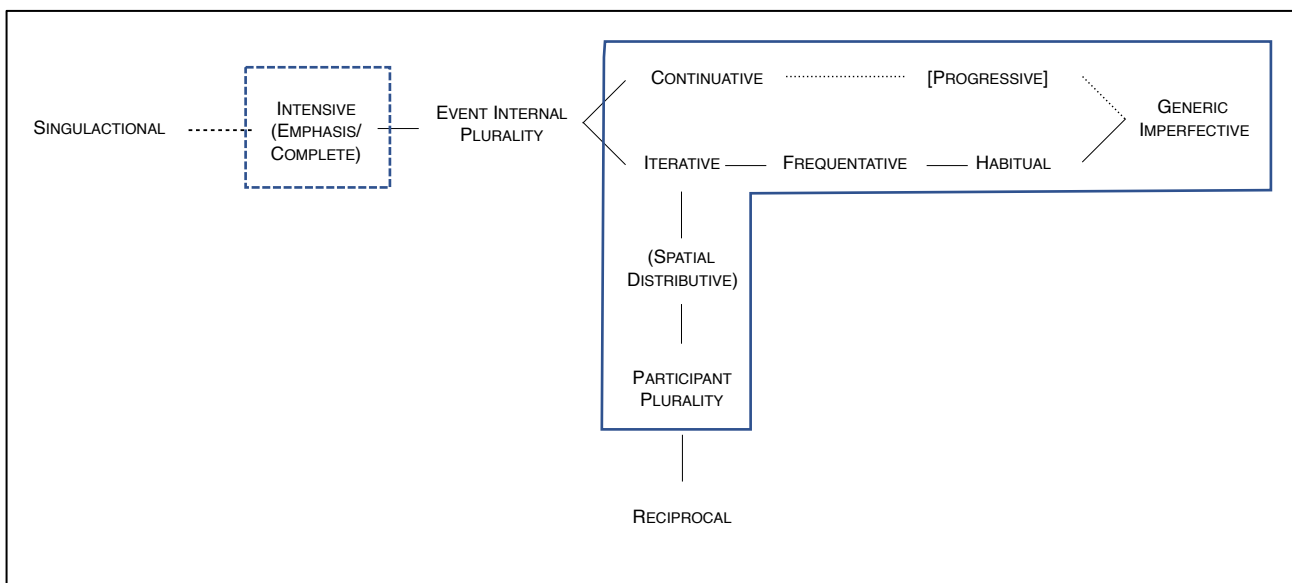 CONTINUATIVE
[PROGRESSIVE]
SINGULACTIONAL
INTENSIVE
(EMPHASIS/
COMPLETE)
EVENT INTERNAL
PLURALITY
GENERIC
IMPERFECTIVE
ITERATIVE
FREQUENTATIVE
HABITUAL
(SPATIAL
DISTRIBUTIVE)
PARTICIPANT
PLURALITY
RECIPROCAL